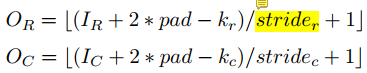 O_R = ⌊(I_R + 2 * pad − k_r)/stride_r + 1⌋
O_C = ⌊(I_C + 2 * pad − k_c)/stride_c + 1⌋